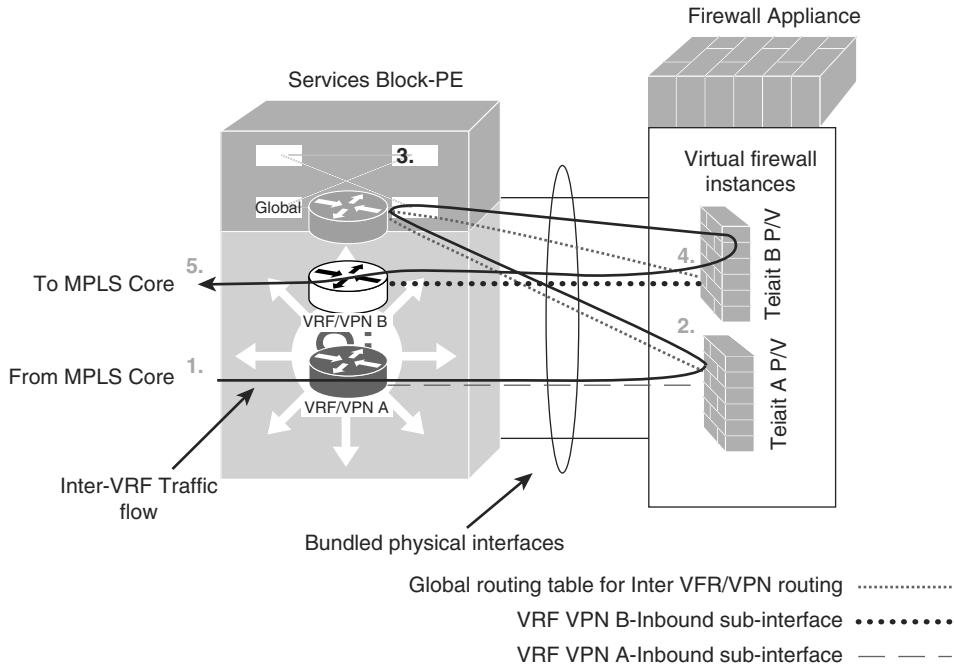 Firewall Appliance
Services Block-PE
Virtual firewall
instances
3.
Global
Teiait B P/V
4.
5.
To MPLS Core
VRF/VPN B
2.
Teiait A P/V
1.
From MPLS Core
VRF/VPN A
Inter-VRF Traffic
flow
Bundled physical interfaces
Global routing table for Inter VFR/VPN routing
VRF VPN B-Inbound sub-interface
VRF VPN A-Inbound sub-interface